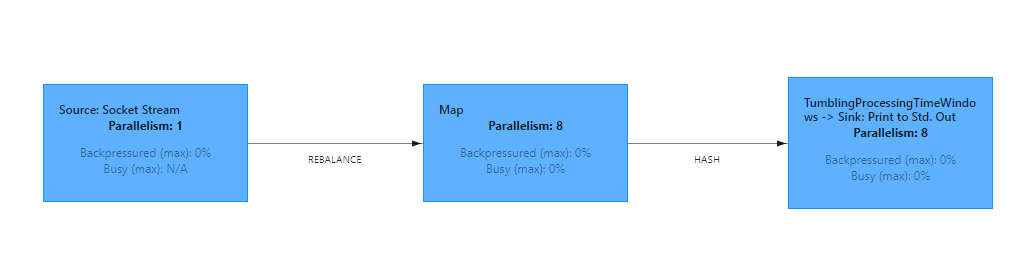 Source: Socket Stream
Parallelism: 1
Backpressured (max): 0%
Busy (max): N/A
REBALANCE
Map
Parallelism: 8
Backpressured (max): 0%
Busy (max): 0%
HASH
TumblingProcessingTimeWindo
ws -> Sink: Print to Std. Out
Parallelism: 8
Backpressured (max): 0%
Busy (max): 0%